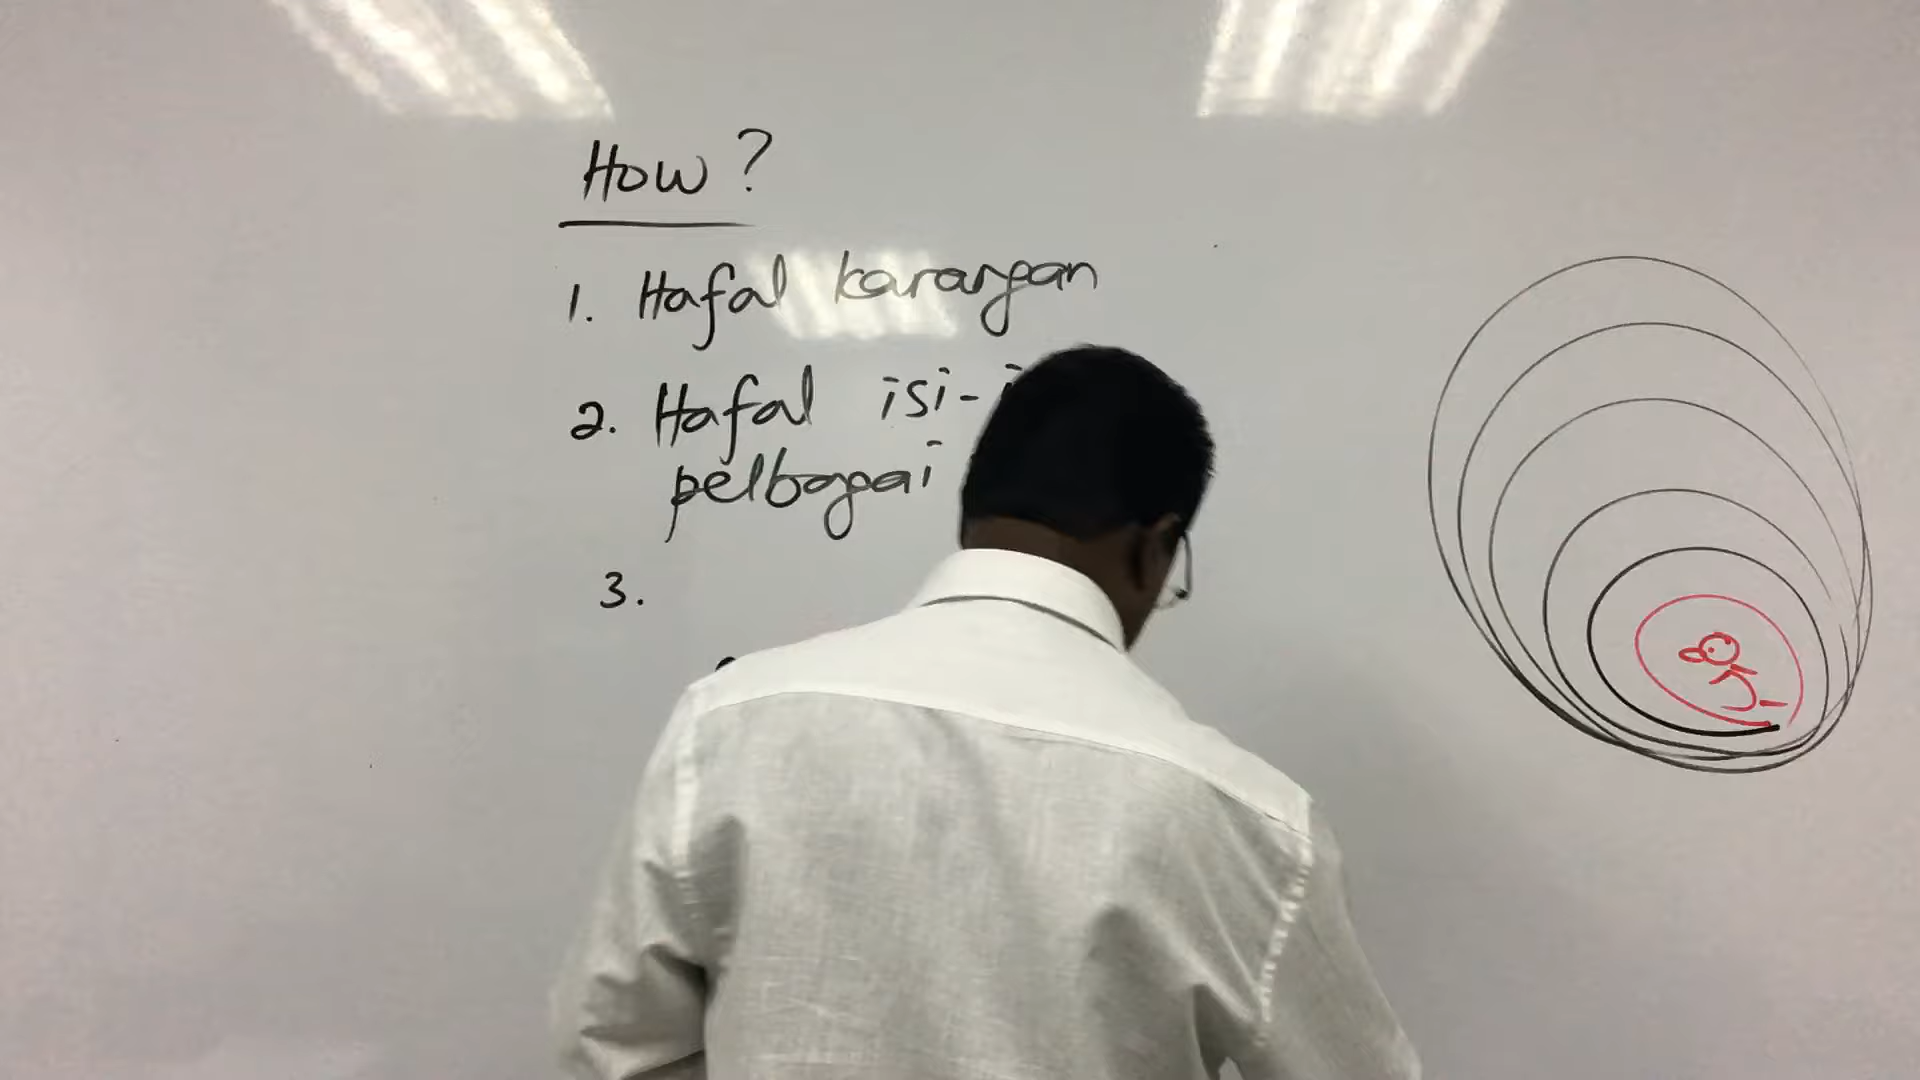 How?
1. Hafal karangan
2. Hafal isi-
pelbagai
3.